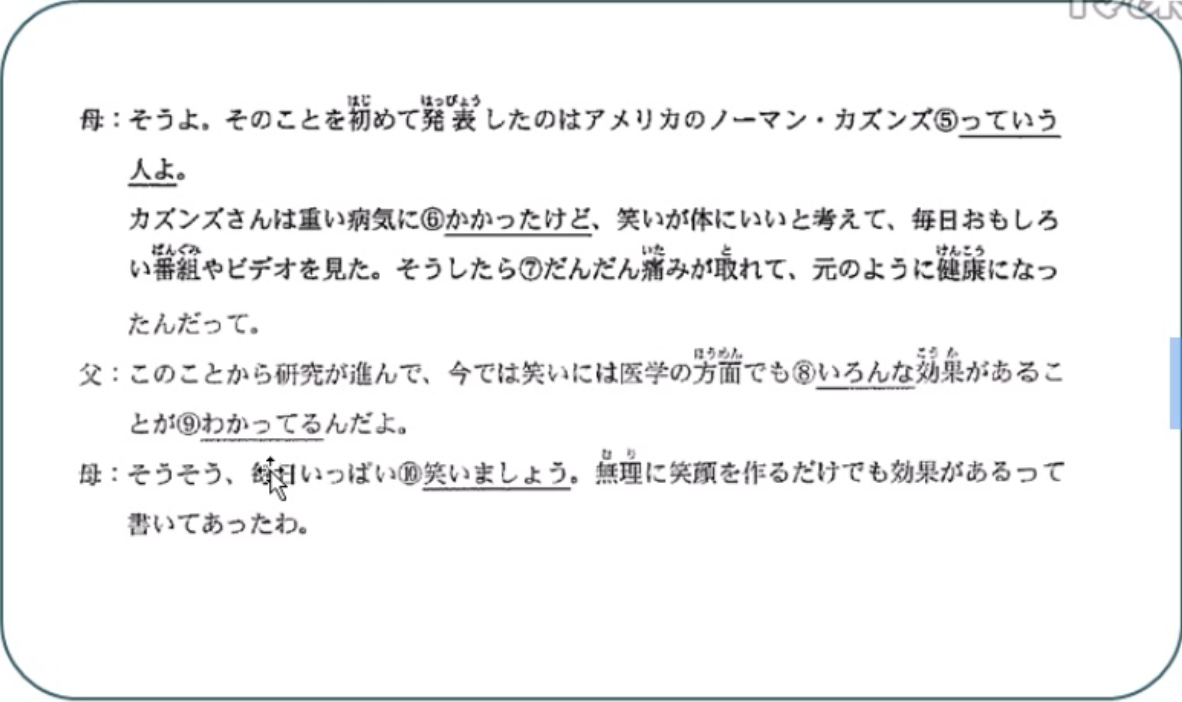 母：そうよ。そのことを初めて発表したのはアメリカのノーマン・カズンズ⑤っていう
人よ。
カズンズさんは重い病気に⑥かかったけど、笑いが体にいいと考えて、毎日おもしろ
い番組やビデオを見た。そうしたら⑦だんだん痛みが取れて、元のように健康になっ
たんだって。
父：このことから研究が進んで、今では笑いには医学の方面でも⑧いろんな効果があるこ
とが⑨わかってるんだよ。
母：そうそう、毎日いっぱい⑩笑いましょう。無理に笑顔を作るだけでも効果があるって
書いてあったわ。